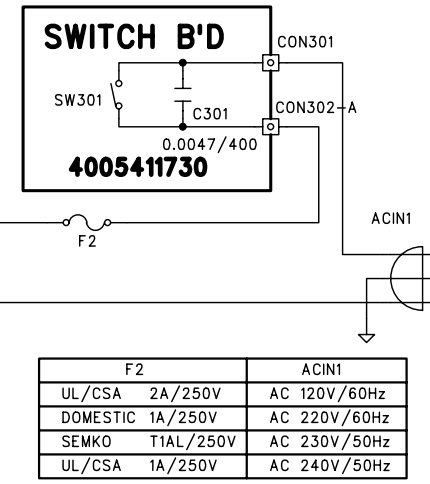 SWITCH B'D
CON301
SW301
C301
CON302-A
0.0047/400
4005411730
F2
ACIN1
F2 ACIN1
UL/CSA 2A/250V AC 120V/60Hz
DOMESTIC 1A/250V AC 220V/60Hz
SEMKO T1AL/250V AC 230V/50Hz
UL/CSA 1A/250V AC 240V/50Hz